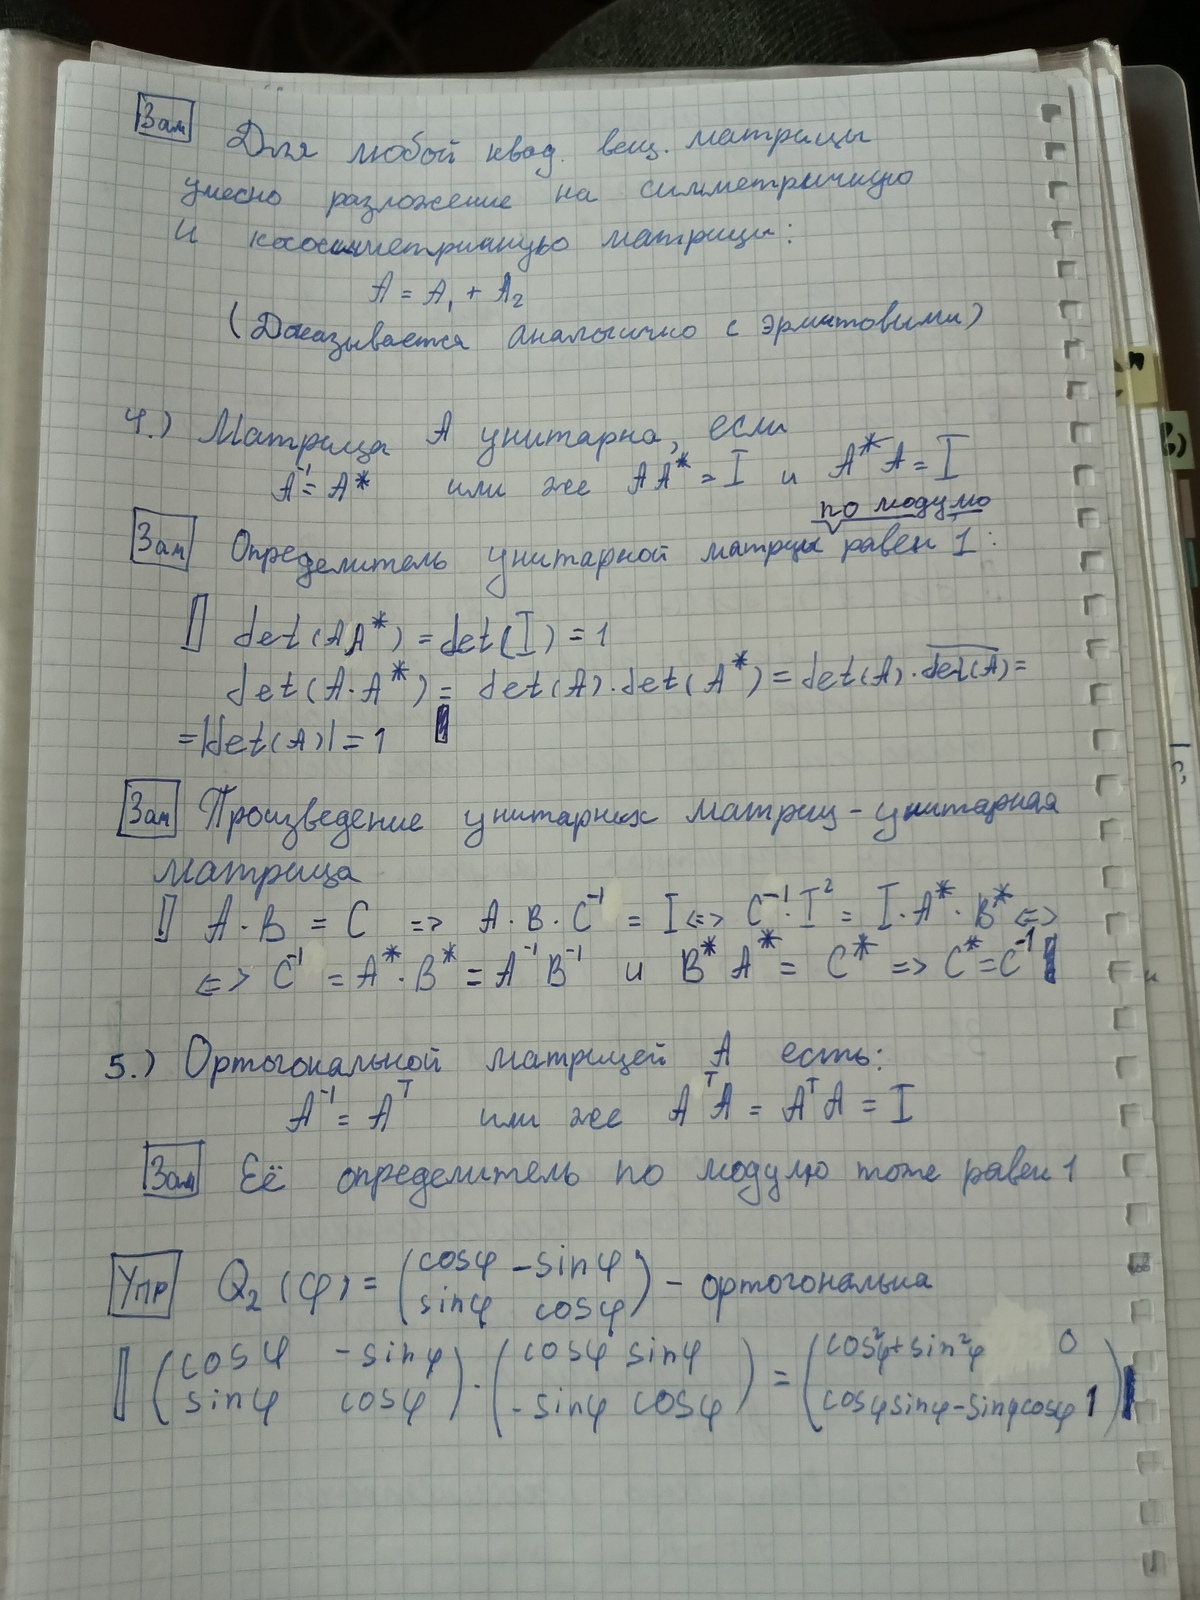 Зам Для любой квад. вещ. матрицы
умесно разложение на симметричную
и кососимметричную матрицы:
A = A₁ + A₂
(Доказывается аналогично с эрмитовыми)
4.) Матрица A унитарна, если
A⁻¹ = A* или же AA* = I и A*A = I
по модулю
Зам Определитель унитарной матрицы равен 1:
[] det(AA*) = det(I) = 1
det(A·A*) = det(A)·det(A*) = det(A)·\overline{det(A)} =
= |det(A)| = 1
Зам Произведение унитарных матриц - унитарная
матрица
[] A·B = C => A·B·C⁻¹ = I <=> C⁻¹·I² = I·A*·B* <=>
<=> C⁻¹ = A*·B* = A⁻¹B⁻¹ и B*A* = C* => C* = C⁻¹
5.) Ортогональной матрицей A есть:
A⁻¹ = Aᵀ или же AᵀA = AᵀA = I
Зам Её определитель по модулю тоже равен 1
Упр Q₂(φ) = (cosφ -sinφ
sinφ cosφ) - ортогональна
[] (cosφ -sinφ
sinφ cosφ) · (cosφ sinφ
-sinφ cosφ) = (cos²φ+sin²φ 0
cosφsinφ-sinφcosφ 1)